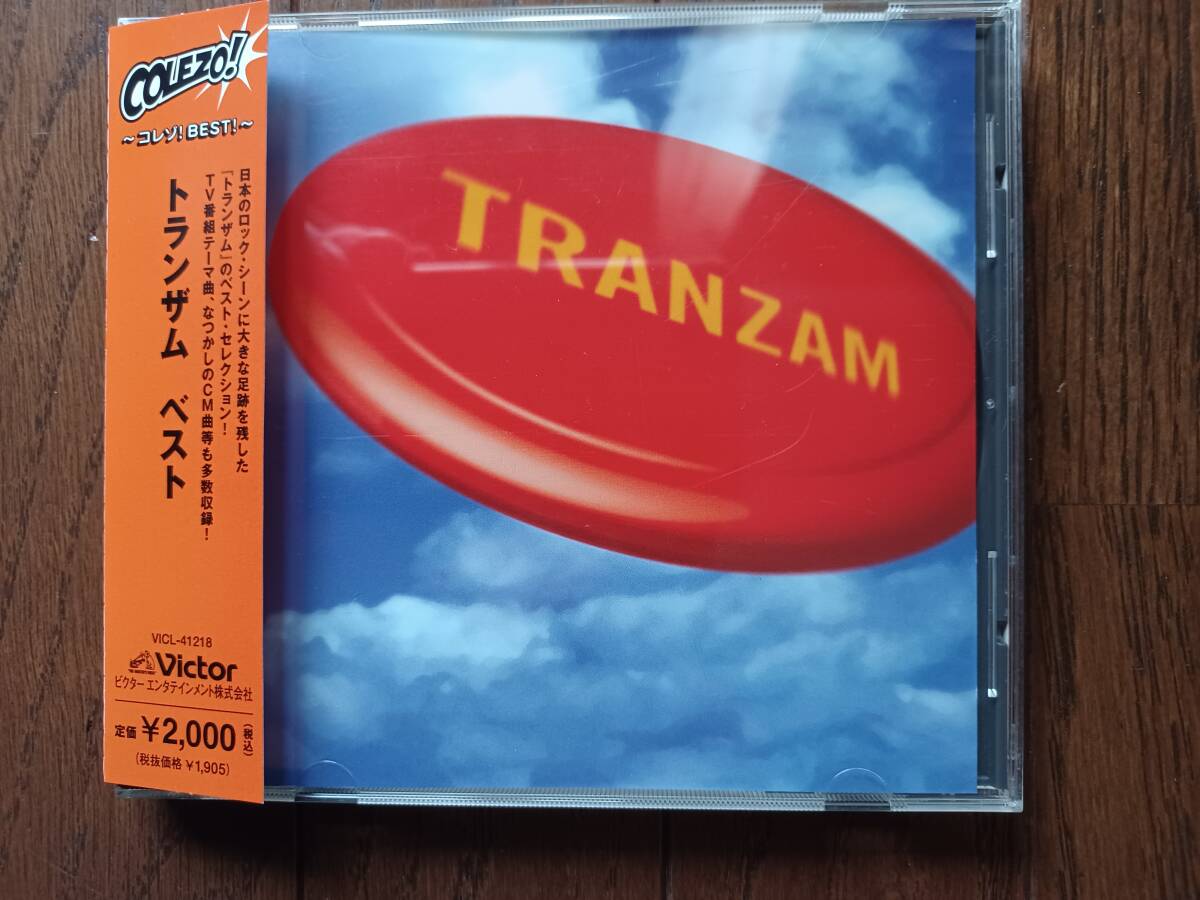 COLEZO!
～コレゾ!BEST!～
日本のロック・シーンに大きな足跡を残した
「トランザム」のベスト・セレクション!
TV番組テーマ曲、なつかしのCM曲等も多数収録!
トランザム ベスト
VICL-41218
Victor
ビクター エンタテインメント株式会社
定価 ￥2,000 (税込)
(税抜価格 ￥1,905)
TRANZAM